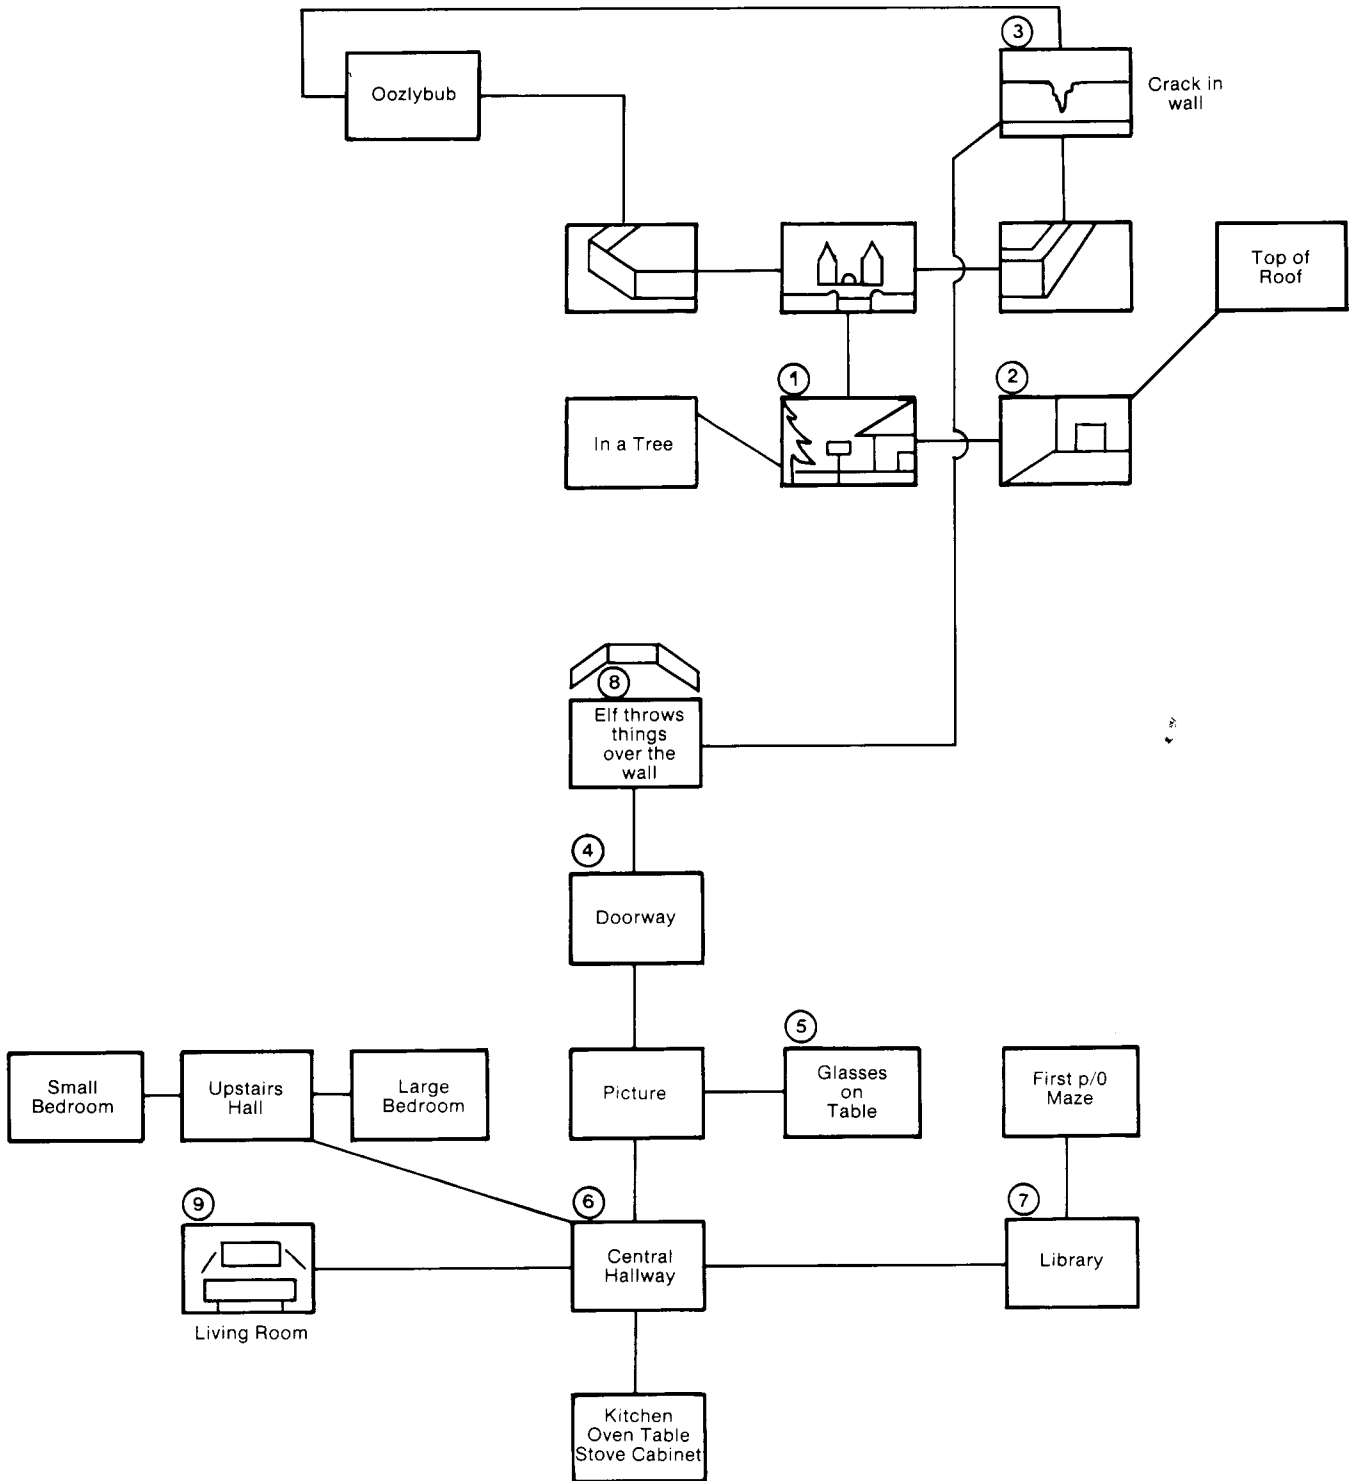 3
Oozlybub
Crack in
wall
Top of
Roof
1
2
In a Tree
8
Elf throws
things
over the
wall
4
Doorway
5
Small
Bedroom
Upstairs
Hall
Large
Bedroom
Picture
Glasses
on
Table
First p/0
Maze
9
6
7
Central
Hallway
Library
Living Room
Kitchen
Oven Table
Stove Cabinet